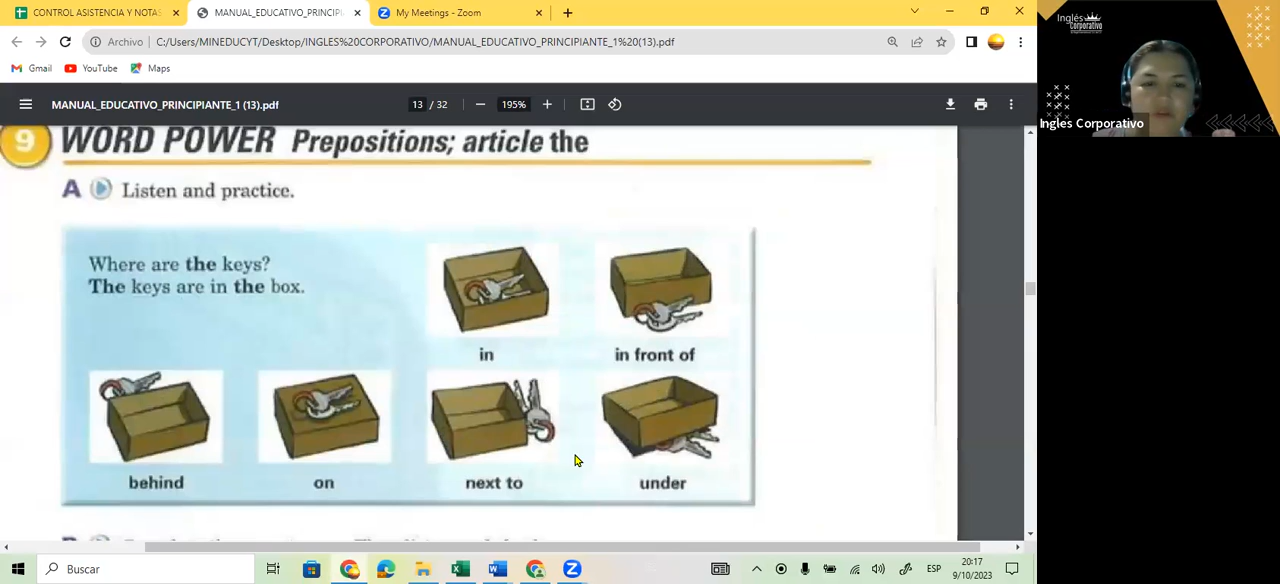 CONTROL ASISTENCIA Y NOTAS
MANUAL_EDUCATIVO_PRINCIPI
My Meetings - Zoom
Archivo
C:/Users/MINEDUCYT/Desktop/INGLES%20CORPORATIVO/MANUAL_EDUCATIVO_PRINCIPIANTE_1%20(13).pdf
Gmail
YouTube
Maps
MANUAL_EDUCATIVO_PRINCIPIANTE_1 (13).pdf
13 / 32
195%
9 WORD POWER Prepositions; article the
A Listen and practice.
Where are the keys?
The keys are in the box.
in
in front of
behind
on
next to
under
Buscar
ESP
20:17
9/10/2023
Inglés
Corporativo
Ingles Corporativo